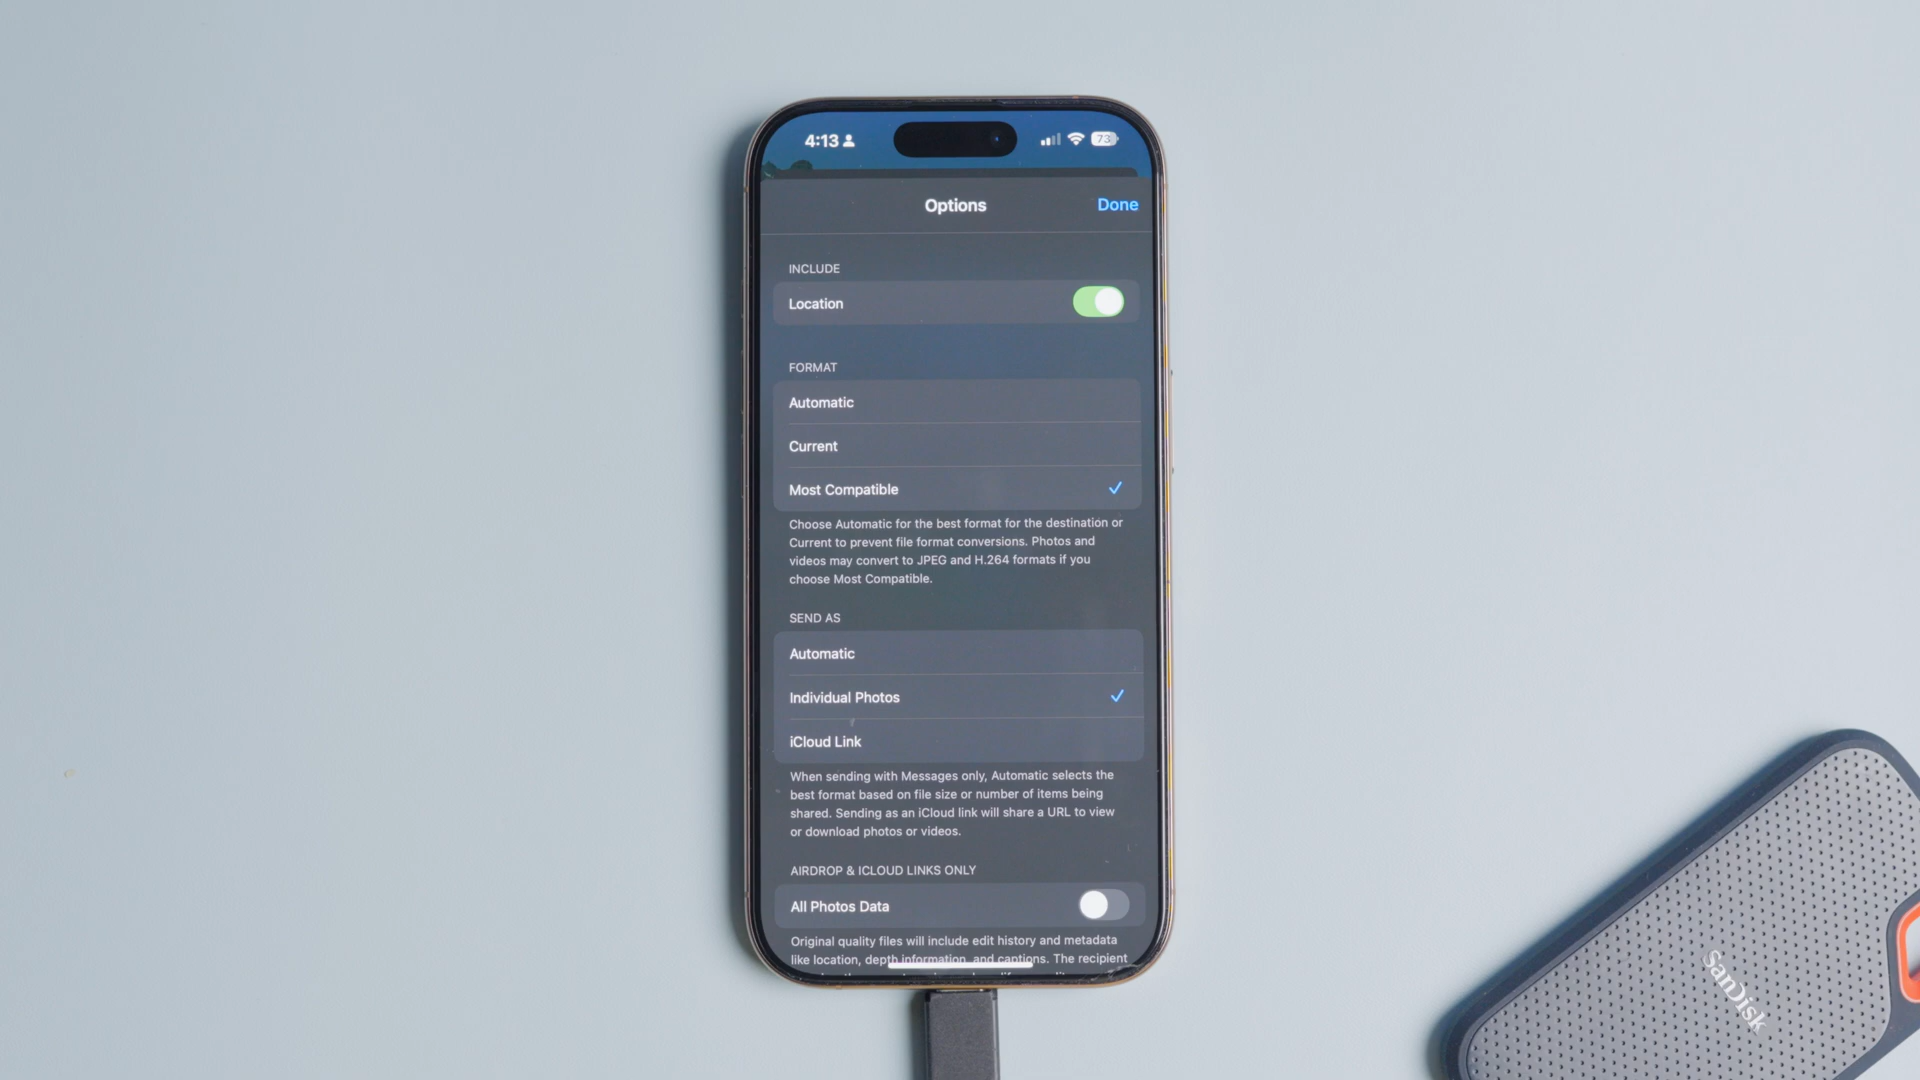 4:13
73
Options
Done
INCLUDE
Location
FORMAT
Automatic
Current
Most Compatible
Choose Automatic for the best format for the destination or
Current to prevent file format conversions. Photos and
videos may convert to JPEG and H.264 formats if you
choose Most Compatible.
SEND AS
Automatic
Individual Photos
iCloud Link
When sending with Messages only, Automatic selects the
best format based on file size or number of items being
shared. Sending as an iCloud link will share a URL to view
or download photos or videos.
AIRDROP & ICLOUD LINKS ONLY
All Photos Data
Original quality files will include edit history and metadata
like location, depth information, and captions. The recipient
SanDisk